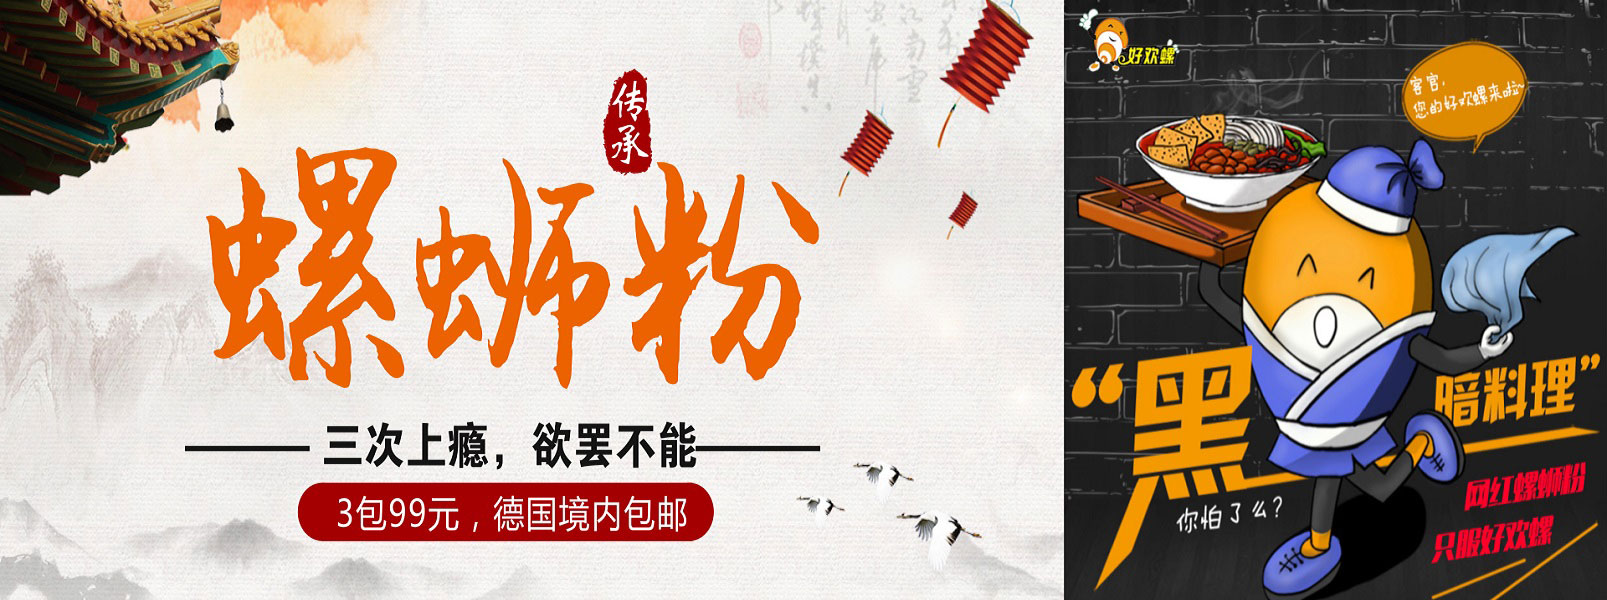 传承
螺蛳粉
三次上瘾，欲罢不能
3包99元，德国境内包邮
好欢螺
客官，
您的好欢螺来啦~
“黑暗料理”
你怕了么？
网红螺蛳粉
只服好欢螺